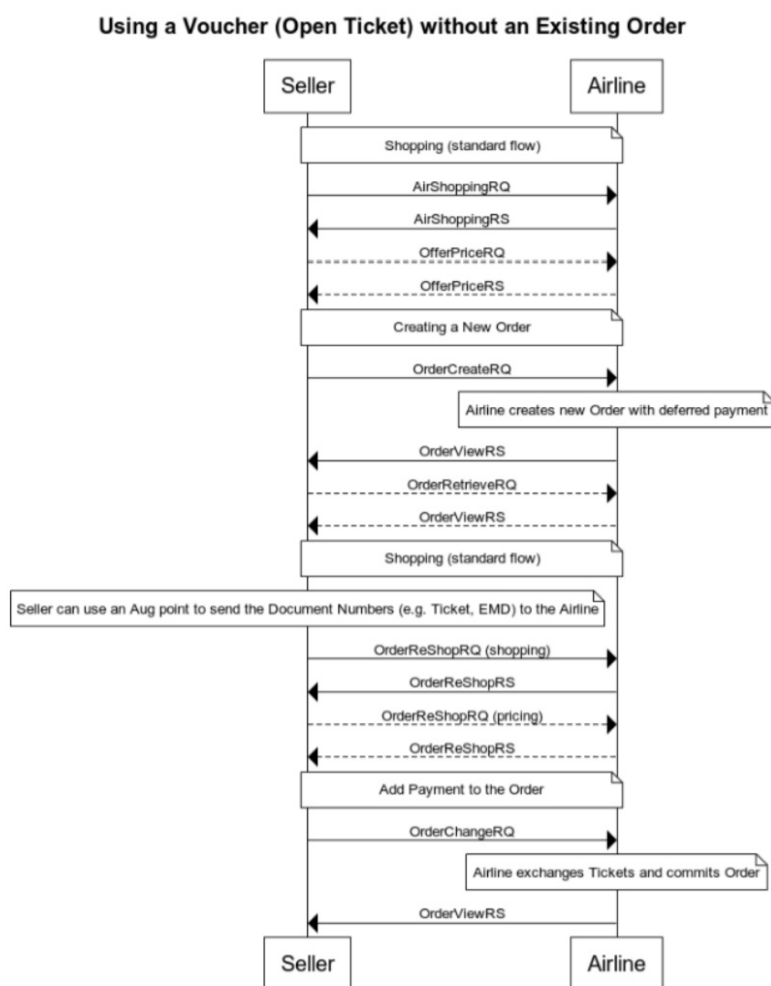 Using a Voucher (Open Ticket) without an Existing Order
Seller Airline
Shopping (standard flow)
AirShoppingRQ
AirShoppingRS
OfferPriceRQ
OfferPriceRS
Creating a New Order
OrderCreateRQ
Airline creates new Order with deferred payment
OrderViewRS
OrderRetrieveRQ
OrderViewRS
Shopping (standard flow)
Seller can use an Aug point to send the Document Numbers (e.g. Ticket, EMD) to the Airline
OrderReShopRQ (shopping)
OrderReShopRS
OrderReShopRQ (pricing)
OrderReShopRS
Add Payment to the Order
OrderChangeRQ
Airline exchanges Tickets and commits Order
OrderViewRS
Seller Airline